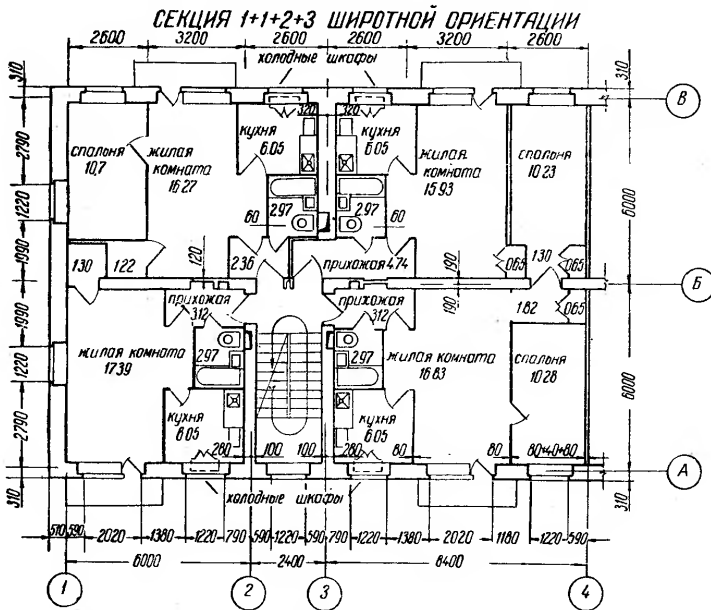 СЕКЦИЯ 1+1+2+3 ШИРОТНОЙ ОРИЕНТАЦИИ
2600 3200 2600 2600 3200 2600
холодные шкафы
310 310
В
320 320
кухня 6.05 кухня 6.05
спальня 10,7
жилая комната 16.27
жилая комната 15.93
спальня 10.23
2790
1220
1990
2.97 2.97
60 60
6000
130 122
120
2.36
прихожая 4.74
190
0.65 1.30 0.65
Б
прихожая 3.12
прихожая 3.12
190
1.82 0.65
1990
1220
2790
жилая комната 17.39
2.97
2.97
жилая комната 16.83
спальня 10.28
6000
кухня 6.05
кухня 6.05
280 100 100 280 80 80 80+40+80
А
310 310
холодные шкафы
510 590 2020 1380 1220 790 590 1220 590 790 1220 1380 2020 1180 1220 590
6000 2400 8400
1 2 3 4